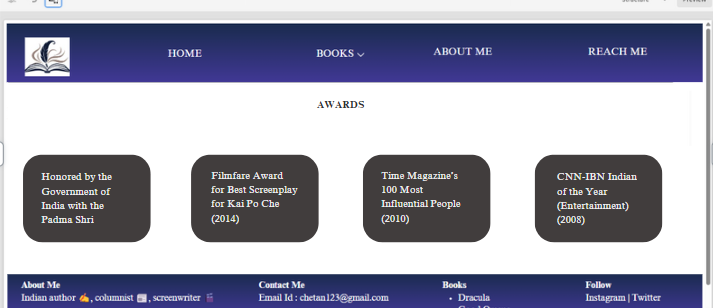 HOME
BOOKS
ABOUT ME
REACH ME
AWARDS
Honored by the
Government of
India with the
Padma Shri
Filmfare Award
for Best Screenplay
for Kai Po Che
(2014)
Time Magazine's
100 Most
Influential People
(2010)
CNN-IBN Indian
of the Year
(Entertainment)
(2008)
About Me
Indian author ✍️, columnist 📰, screenwriter
Contact Me
Email Id : chetan123@gmail.com
Books
• Dracula
Follow
Instagram | Twitter